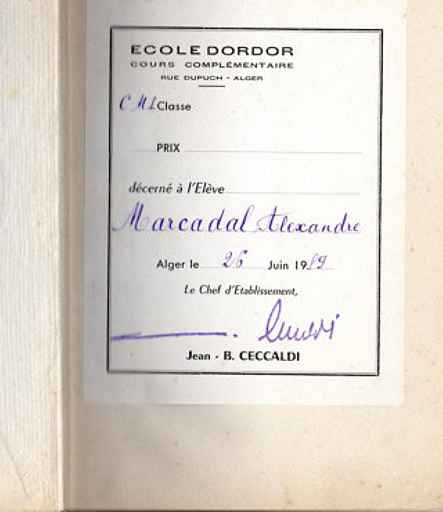 ECOLE DORDOR
COURS COMPLÉMENTAIRE
RUE DUPUCH - ALGER
CM1 Classe
PRIX
décerné à l'Elève
Marcadal Alexandre
Alger le 26 Juin 1959
Le Chef d'Etablissement,
Jean - B. CECCALDI